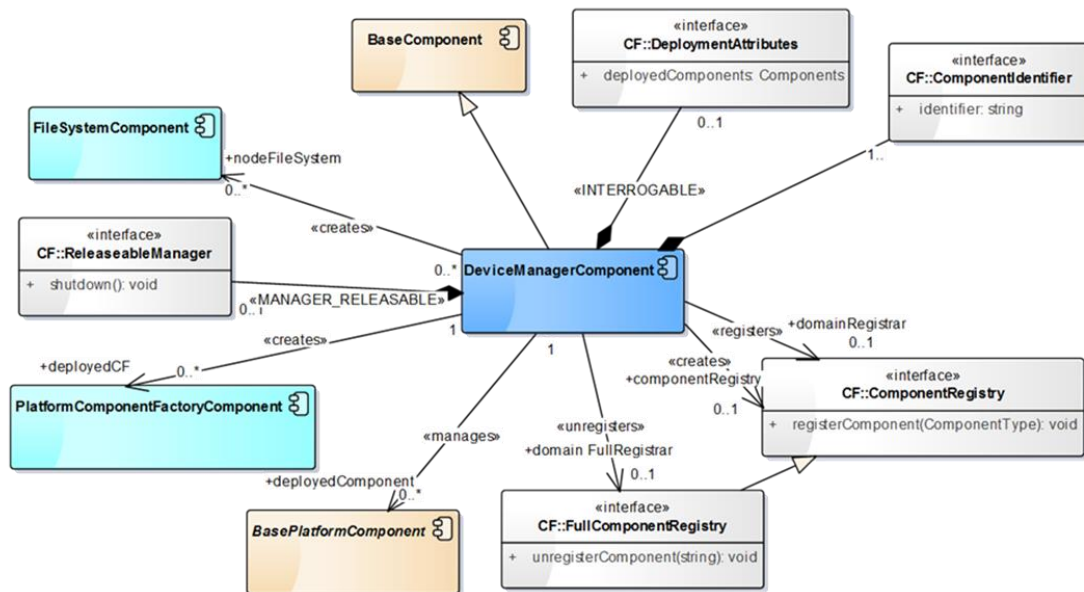 BaseComponent
«interface»
CF::DeploymentAttributes
+ deployedComponents: Components
0..1
«interface»
CF::ComponentIdentifier
+ identifier: string
1..
FileSystemComponent
+nodeFileSystem
0..*
«creates»
«INTERROGABLE»
«interface»
CF::ReleaseableManager
+ shutdown(): void
0..1
«MANAGER_RELEASABLE»
0..*
DeviceManagerComponent
1
«creates»
+deployedCF
0..*
PlatformComponentFactoryComponent
1
«registers»
+domainRegistrar
0..1
«creates»
+componentRegistry
0..1
«interface»
CF::ComponentRegistry
+ registerComponent(ComponentType): void
«manages»
+deployedComponent
0..*
BasePlatformComponent
«unregisters»
+domain FullRegistrar
0..1
«interface»
CF::FullComponentRegistry
+ unregisterComponent(string): void